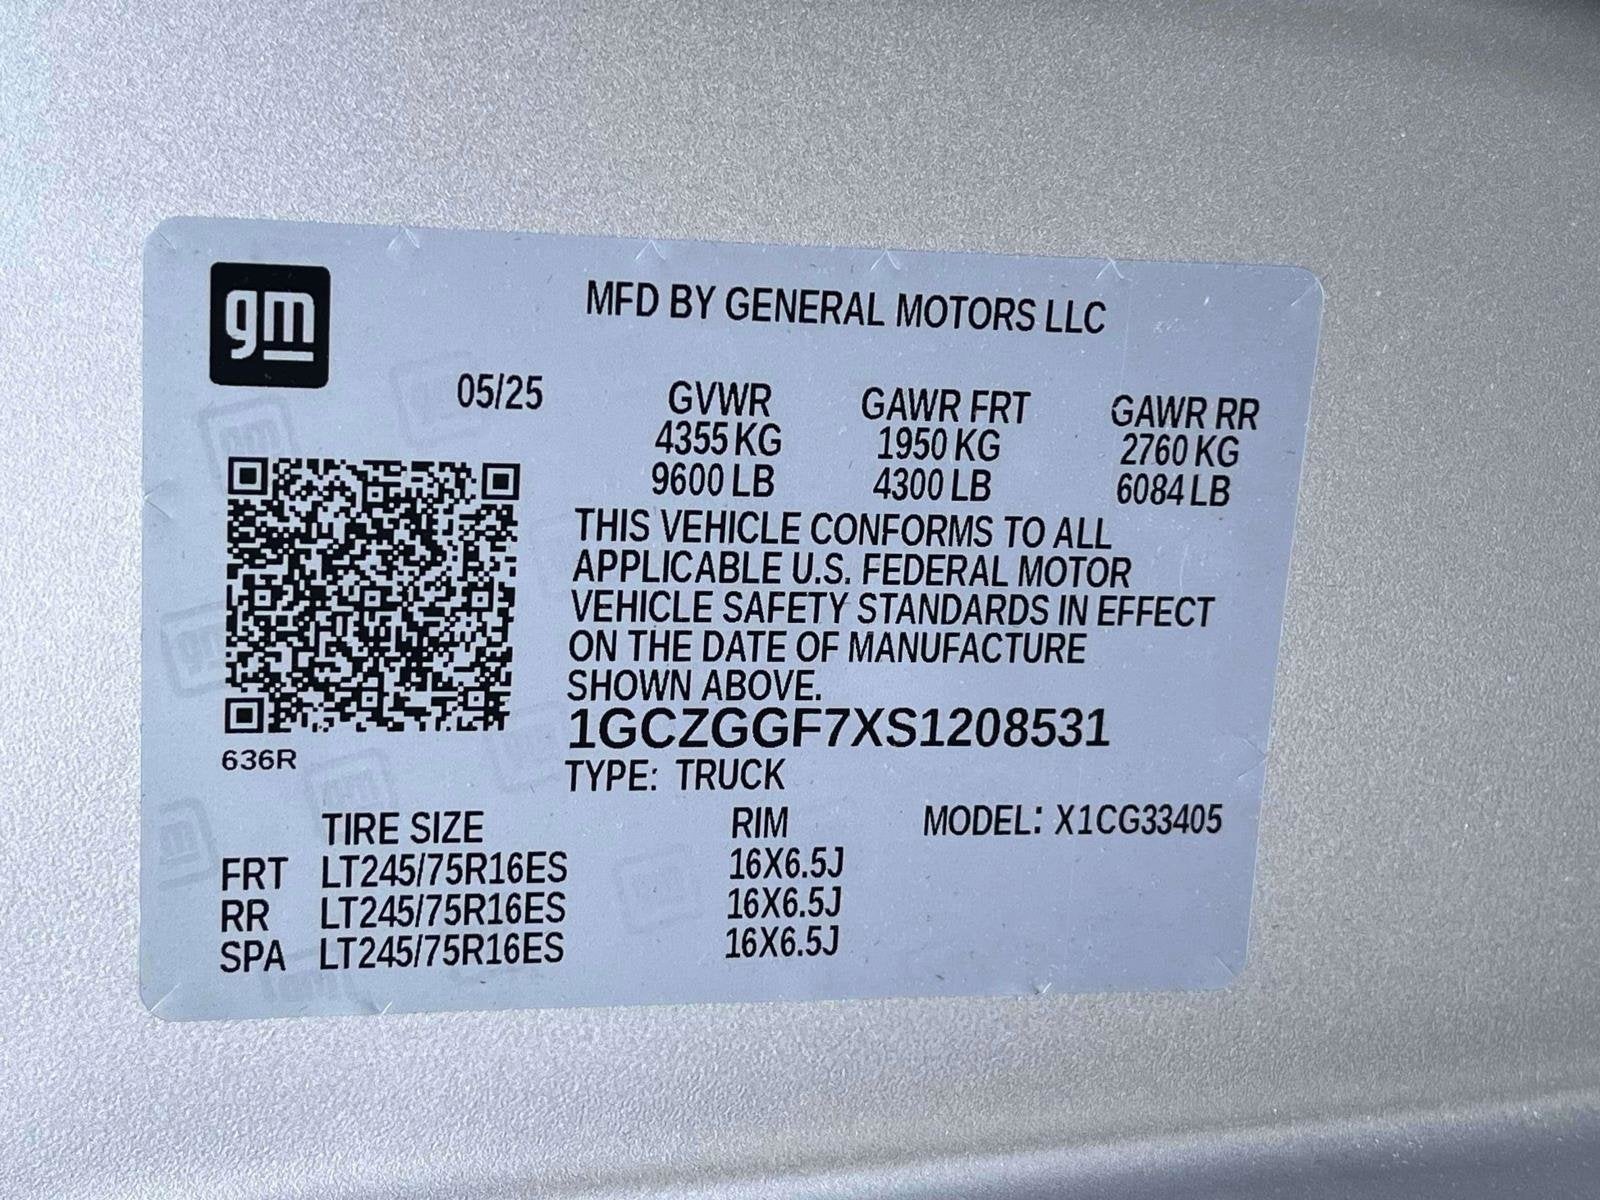 gm
MFD BY GENERAL MOTORS LLC
05/25 GVWR GAWR FRT GAWR RR
4355 KG 1950 KG 2760 KG
9600 LB 4300 LB 6084 LB
THIS VEHICLE CONFORMS TO ALL
APPLICABLE U.S. FEDERAL MOTOR
VEHICLE SAFETY STANDARDS IN EFFECT
ON THE DATE OF MANUFACTURE
SHOWN ABOVE.
1GCZGGF7XS1208531
636R
TYPE: TRUCK
TIRE SIZE RIM MODEL: X1CG33405
FRT LT245/75R16ES 16X6.5J
RR LT245/75R16ES 16X6.5J
SPA LT245/75R16ES 16X6.5J